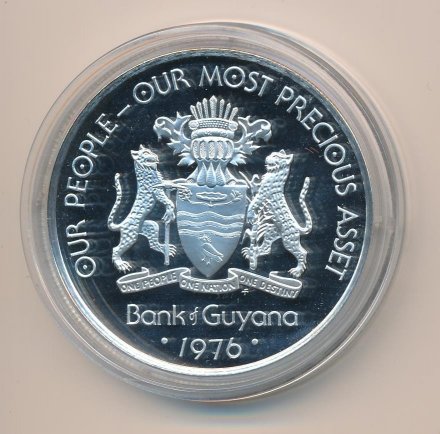 OUR PEOPLE – OUR MOST PRECIOUS ASSET
ONE PEOPLE ONE NATION ONE DESTINY
Bank of Guyana
· 1976 ·